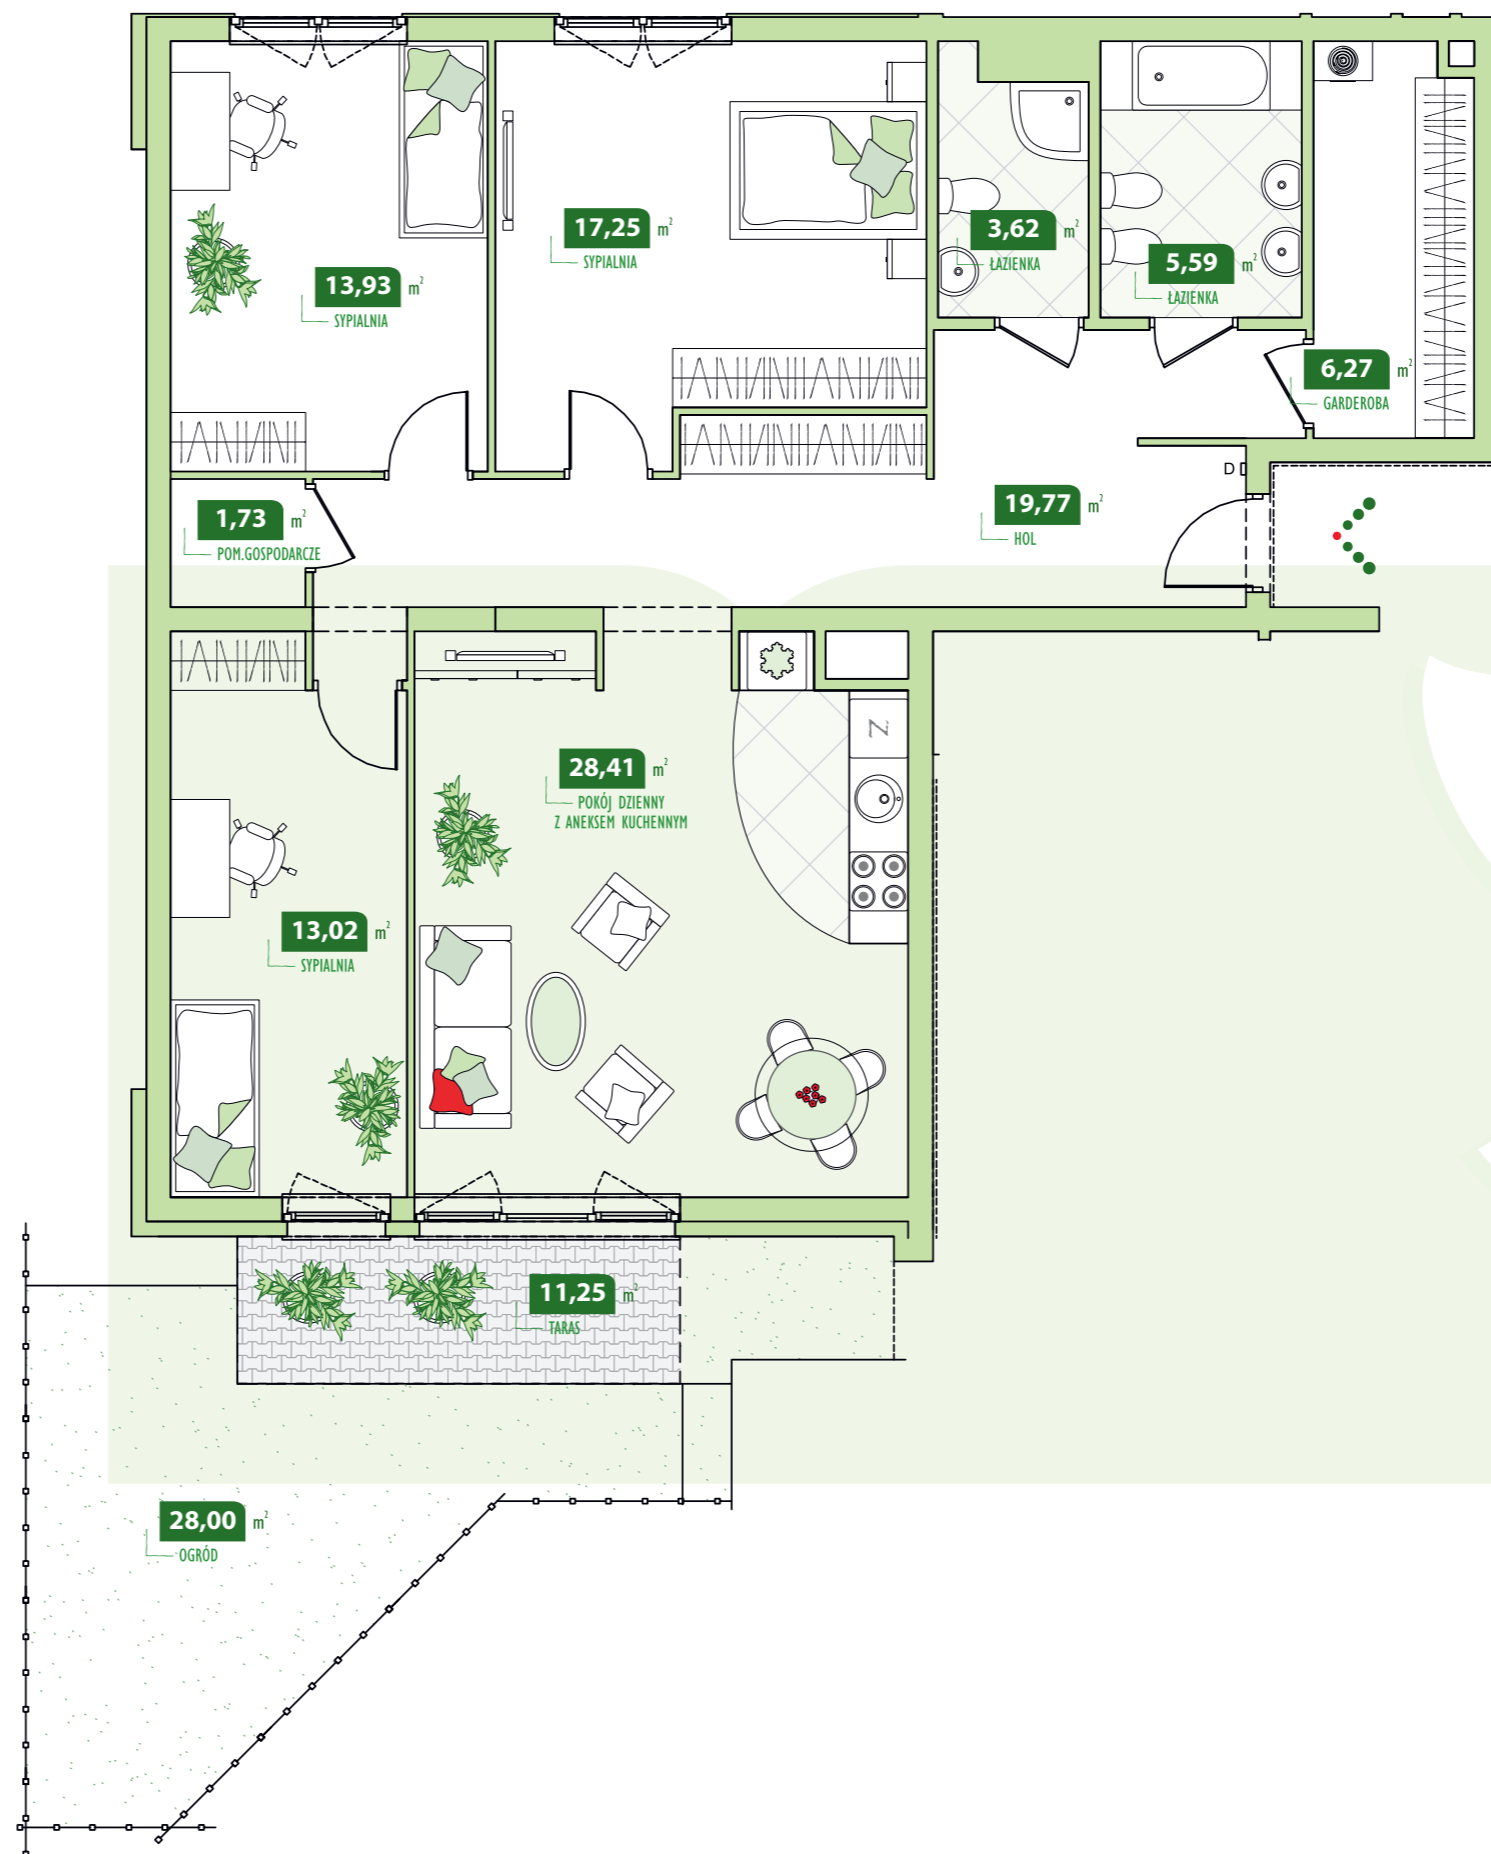 17,25 m²
SYPIALNIA
13,93 m²
SYPIALNIA
3,62 m²
ŁAZIENKA
5,59 m²
ŁAZIENKA
6,27 m²
GARDEROBA
D
1,73 m²
POM.GOSPODARCZE
19,77 m²
HOL
Z
28,41 m²
POKÓJ DZIENNY
Z ANEKSEM KUCHENNYM
13,02 m²
SYPIALNIA
11,25 m²
TARAS
28,00 m²
OGRÓD